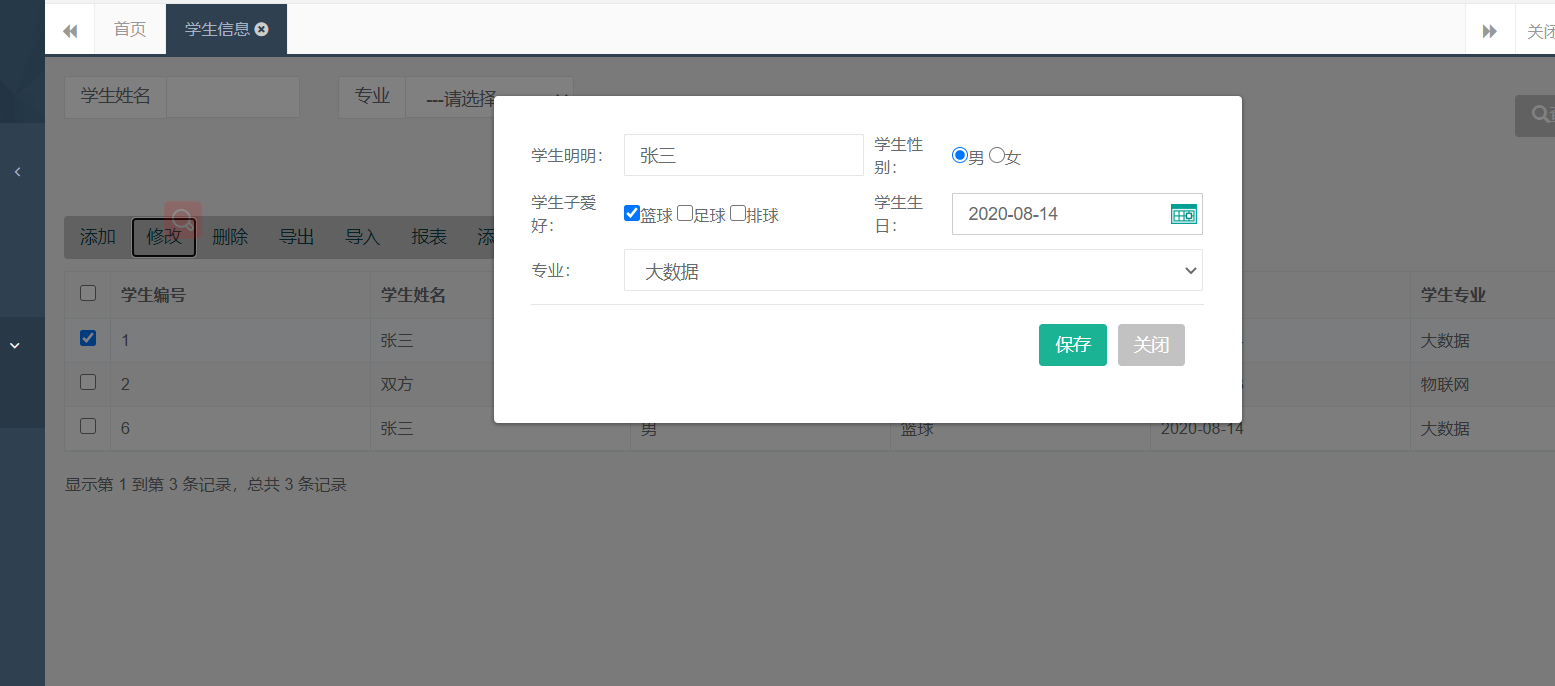 首页 学生信息 关闭
学生姓名 专业 ---请选择
学生明明： 张三 学生性别： 男 女
学生子爱好： 篮球 足球 排球 学生生日： 2020-08-14
专业： 大数据
保存 关闭
添加 修改 删除 导出 导入 报表 添
学生编号 学生姓名 学生专业
1 张三 大数据
2 双方 物联网
6 张三 男 篮球 2020-08-14 大数据
显示第 1 到第 3 条记录，总共 3 条记录